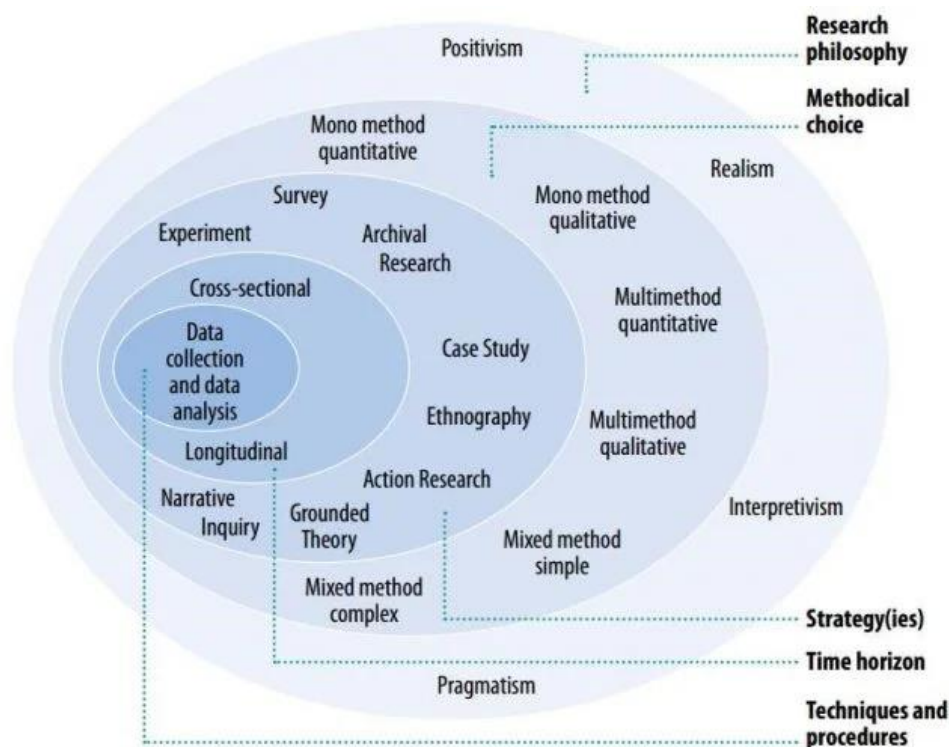 Positivism
Research
philosophy
Methodical
choice
Mono method
quantitative
Realism
Mono method
qualitative
Survey
Experiment
Archival
Research
Cross-sectional
Multimethod
quantitative
Data
collection
and data
analysis
Case Study
Ethnography
Multimethod
qualitative
Longitudinal
Action Research
Narrative
Inquiry
Grounded
Theory
Interpretivism
Mixed method
simple
Mixed method
complex
Strategy(ies)
Time horizon
Pragmatism
Techniques and
procedures